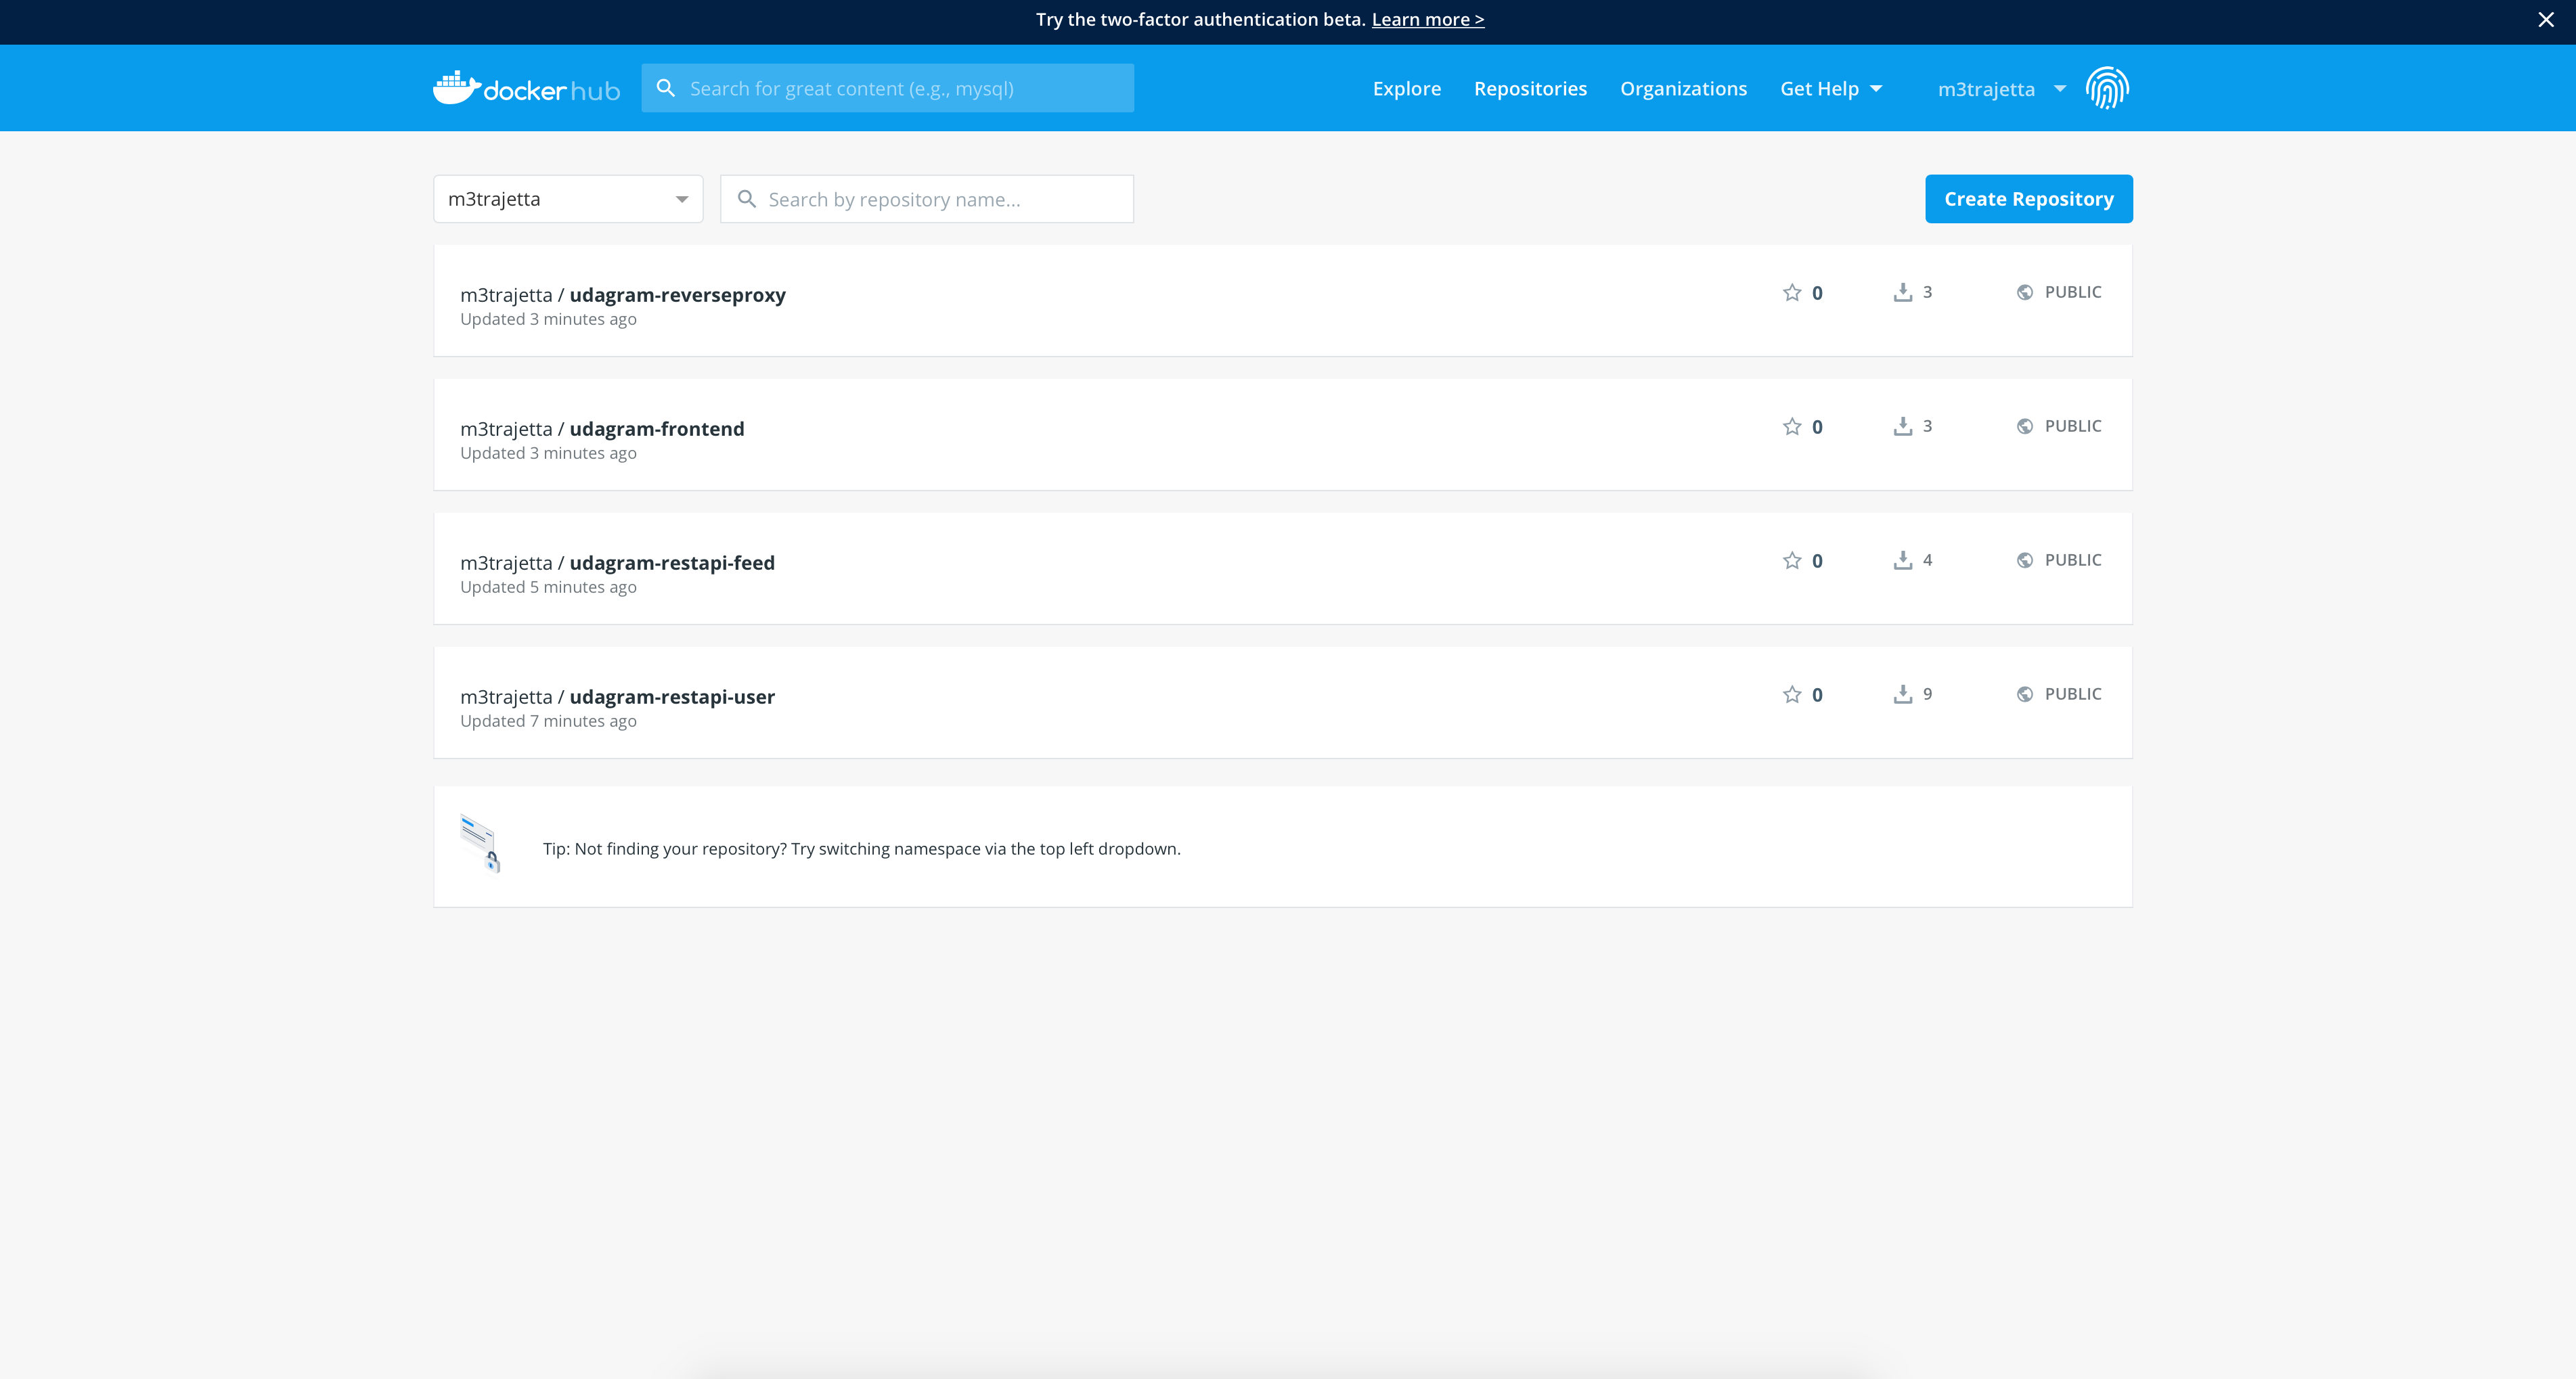 Try the two-factor authentication beta. Learn more >
dockerhub
Search for great content (e.g., mysql)
Explore
Repositories
Organizations
Get Help
m3trajetta
m3trajetta
Search by repository name...
Create Repository
m3trajetta / udagram-reverseproxy
Updated 3 minutes ago
0
3
PUBLIC
m3trajetta / udagram-frontend
Updated 3 minutes ago
0
3
PUBLIC
m3trajetta / udagram-restapi-feed
Updated 5 minutes ago
0
4
PUBLIC
m3trajetta / udagram-restapi-user
Updated 7 minutes ago
0
9
PUBLIC
Tip: Not finding your repository? Try switching namespace via the top left dropdown.